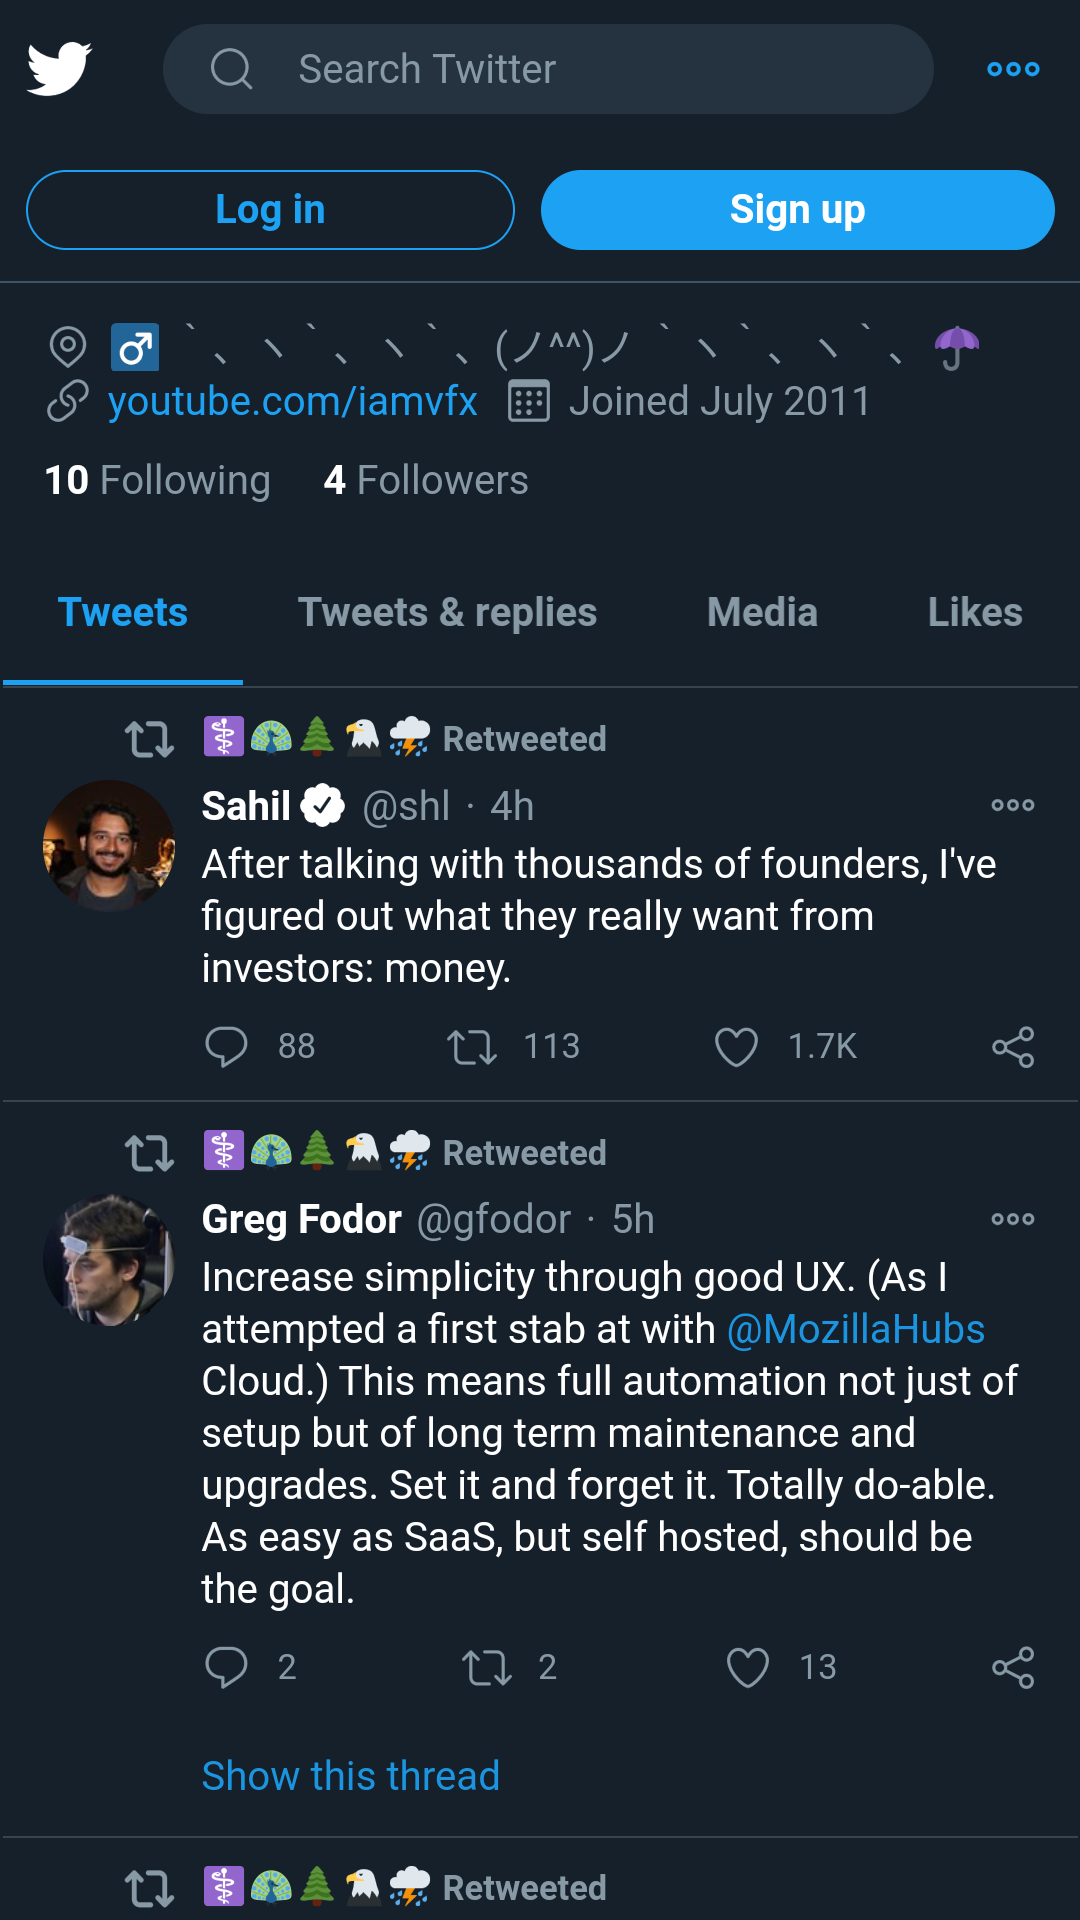 Search Twitter
Log in
Sign up
♂️ ｀、ヽ｀、ヽ｀、(ノ^^)ノ｀ヽ｀、ヽ｀、☂️
youtube.com/iamvfx Joined July 2011
10 Following 4 Followers
Tweets Tweets & replies Media Likes
⚕️🦚🌲🦅⛈️ Retweeted
Sahil @shl · 4h
After talking with thousands of founders, I've
figured out what they really want from
investors: money.
88 113 1.7K
⚕️🦚🌲🦅⛈️ Retweeted
Greg Fodor @gfodor · 5h
Increase simplicity through good UX. (As I
attempted a first stab at with @MozillaHubs
Cloud.) This means full automation not just of
setup but of long term maintenance and
upgrades. Set it and forget it. Totally do-able.
As easy as SaaS, but self hosted, should be
the goal.
2 2 13
Show this thread
⚕️🦚🌲🦅⛈️ Retweeted